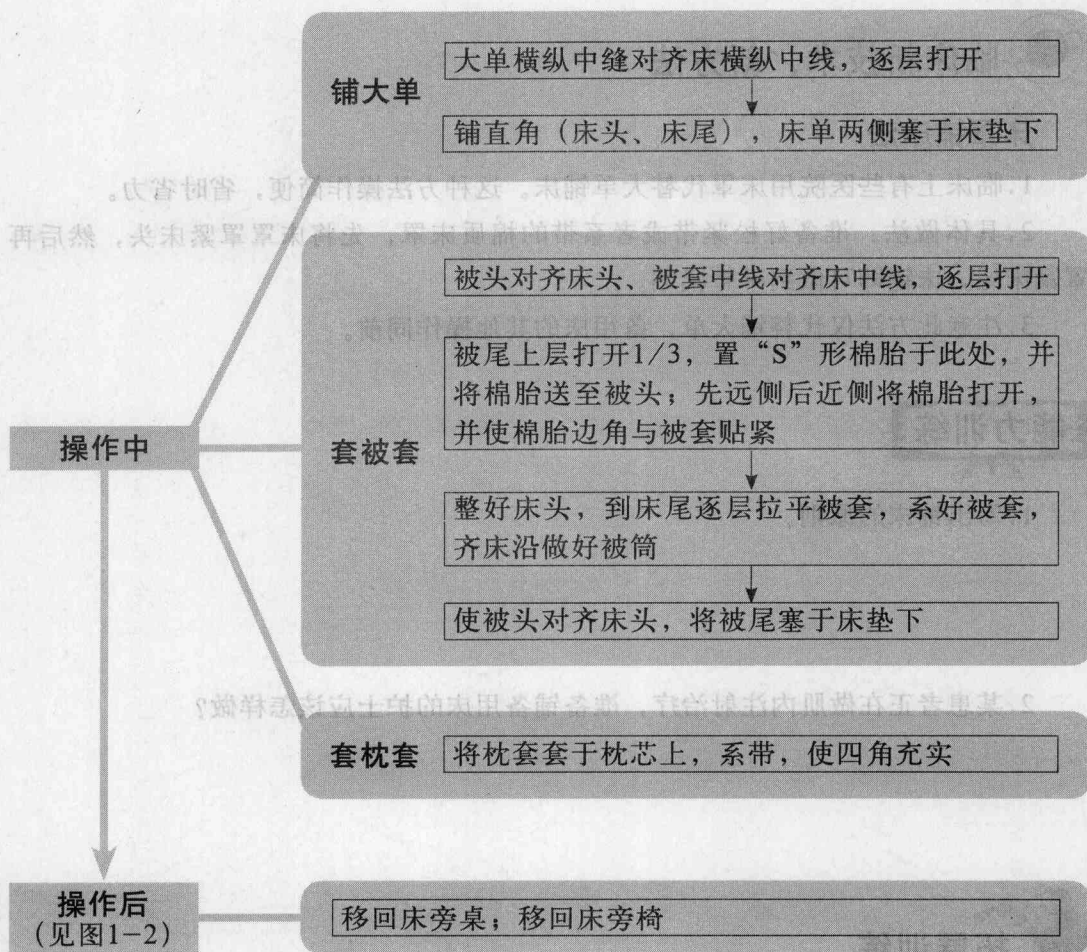 铺大单
大单横纵中缝对齐床横纵中线，逐层打开
铺直角（床头、床尾），床单两侧塞于床垫下
操作中
套被套
被头对齐床头、被套中线对齐床中线，逐层打开
被尾上层打开1/3，置“S”形棉胎于此处，并
将棉胎送至被头；先远侧后近侧将棉胎打开，
并使棉胎边角与被套贴紧
整好床头，到床尾逐层拉平被套，系好被套，
齐床沿做好被筒
使被头对齐床头，将被尾塞于床垫下
套枕套
将枕套套于枕芯上，系带，使四角充实
操作后
（见图1-2）
移回床旁桌；移回床旁椅